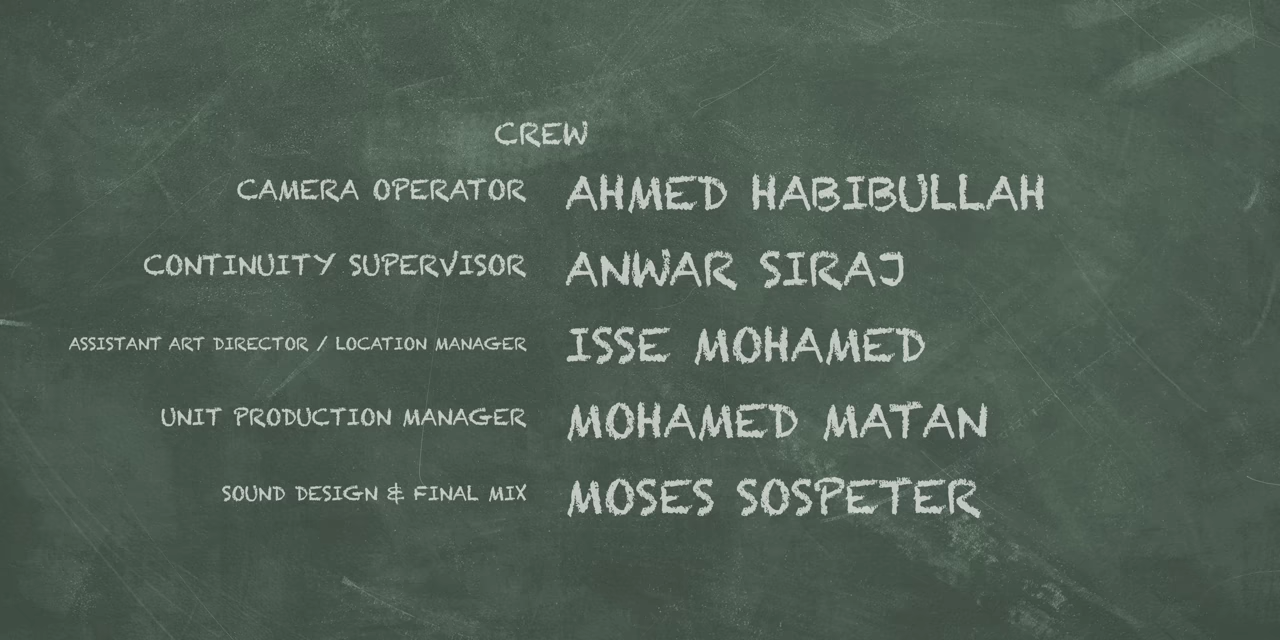 CREW
CAMERA OPERATOR AHMED HABIBULLAH
CONTINUITY SUPERVISOR ANWAR SIRAJ
ASSISTANT ART DIRECTOR / LOCATION MANAGER ISSE MOHAMED
UNIT PRODUCTION MANAGER MOHAMED MATAN
SOUND DESIGN & FINAL MIX MOSES SOSPETER